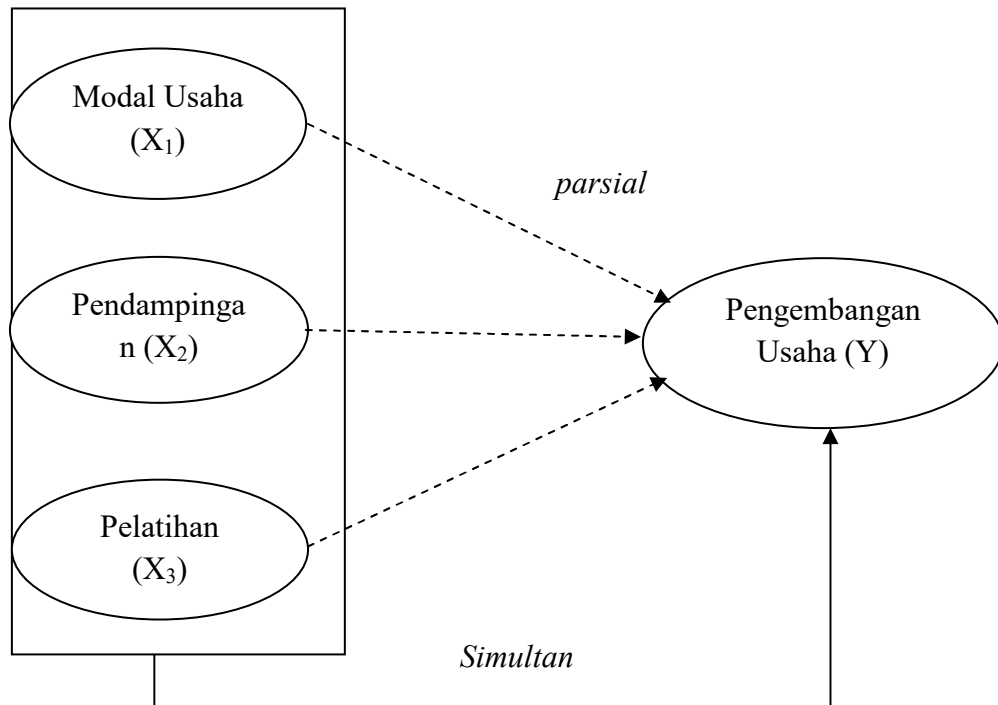 Modal Usaha
(X₁)
parsial
Pendampinga
n (X₂)
Pengembangan
Usaha (Y)
Pelatihan
(X₃)
Simultan